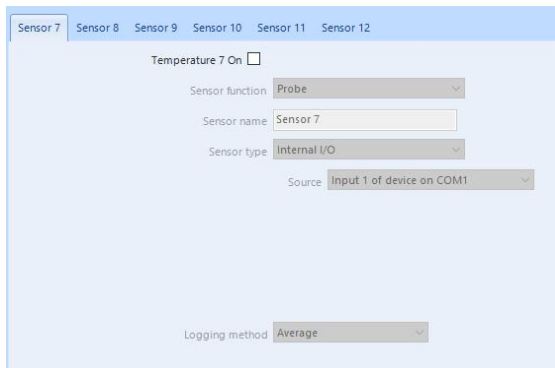 Sensor 7 Sensor 8 Sensor 9 Sensor 10 Sensor 11 Sensor 12
Temperature 7 On
Sensor function Probe
Sensor name Sensor 7
Sensor type Internal I/O
Source Input 1 of device on COM1
Logging method Average